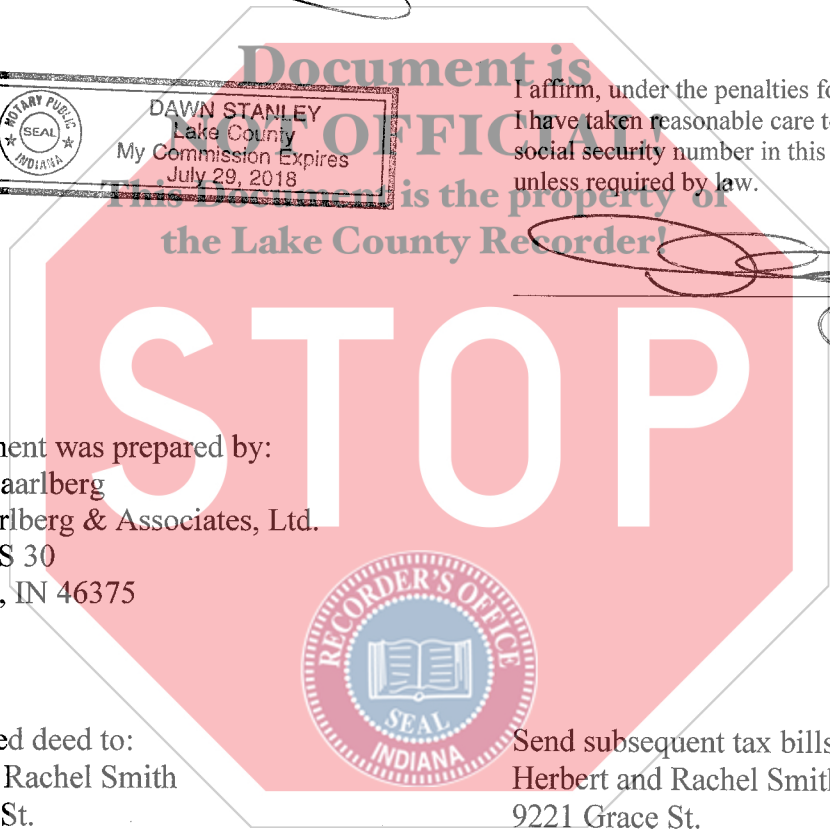 Document is
NOT OFFICIAL!
This Document is the property of
the Lake County Recorder!
NOTARY PUBLIC
SEAL
INDIANA
DAWN STANLEY
Lake County
My Commission Expires
July 29, 2018
I affirm, under the penalties fo
I have taken reasonable care t
social security number in this
unless required by law.
STOP
nent was prepared by:
aarlberg
rlberg & Associates, Ltd.
S 30
, IN 46375
RECORDER'S OFFICE
SEAL
INDIANA
ed deed to:
Rachel Smith
St.
Send subsequent tax bills
Herbert and Rachel Smith
9221 Grace St.